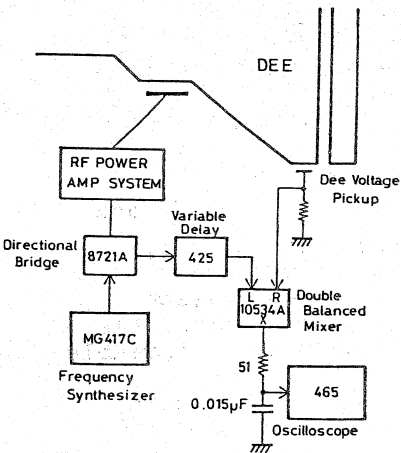 DEE
RF POWER
AMP SYSTEM
Dee Voltage
Pickup
Variable
Delay
Directional
Bridge
8721A
425
L R
10534A
X
Double
Balanced
Mixer
MG417C
Frequency
Synthesizer
51
465
0.015μF
Oscilloscope